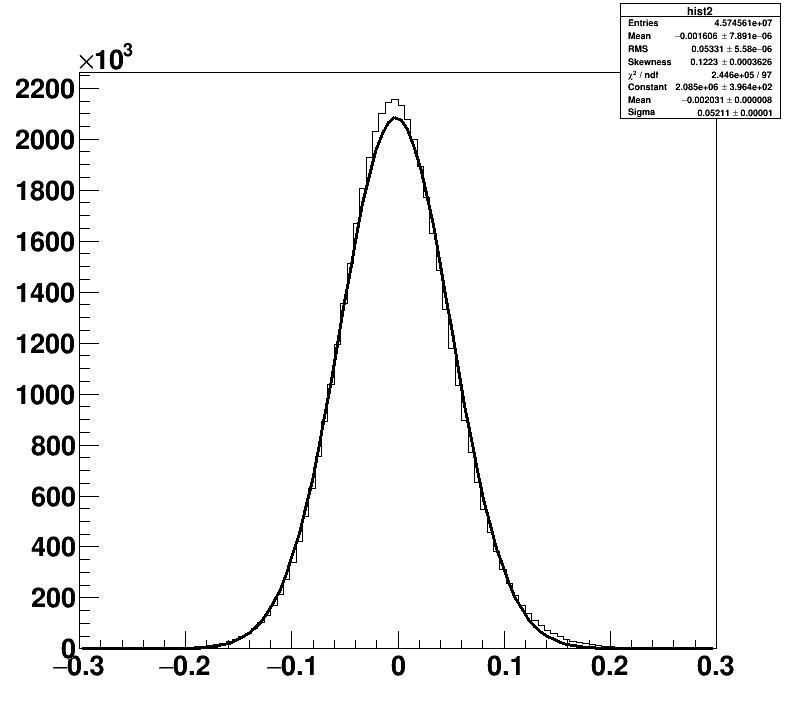 hist2
Entries 4.574561e+07
Mean −0.001606 ± 7.891e−06
RMS 0.05331 ± 5.58e−06
Skewness 0.1223 ± 0.0003626
χ² / ndf 2.446e+05 / 97
Constant 2.085e+06 ± 3.964e+02
Mean −0.002031 ± 0.000008
Sigma 0.05211 ± 0.00001
×10³
2200
2000
1800
1600
1400
1200
1000
800
600
400
200
0
−0.3 −0.2 −0.1 0 0.1 0.2 0.3